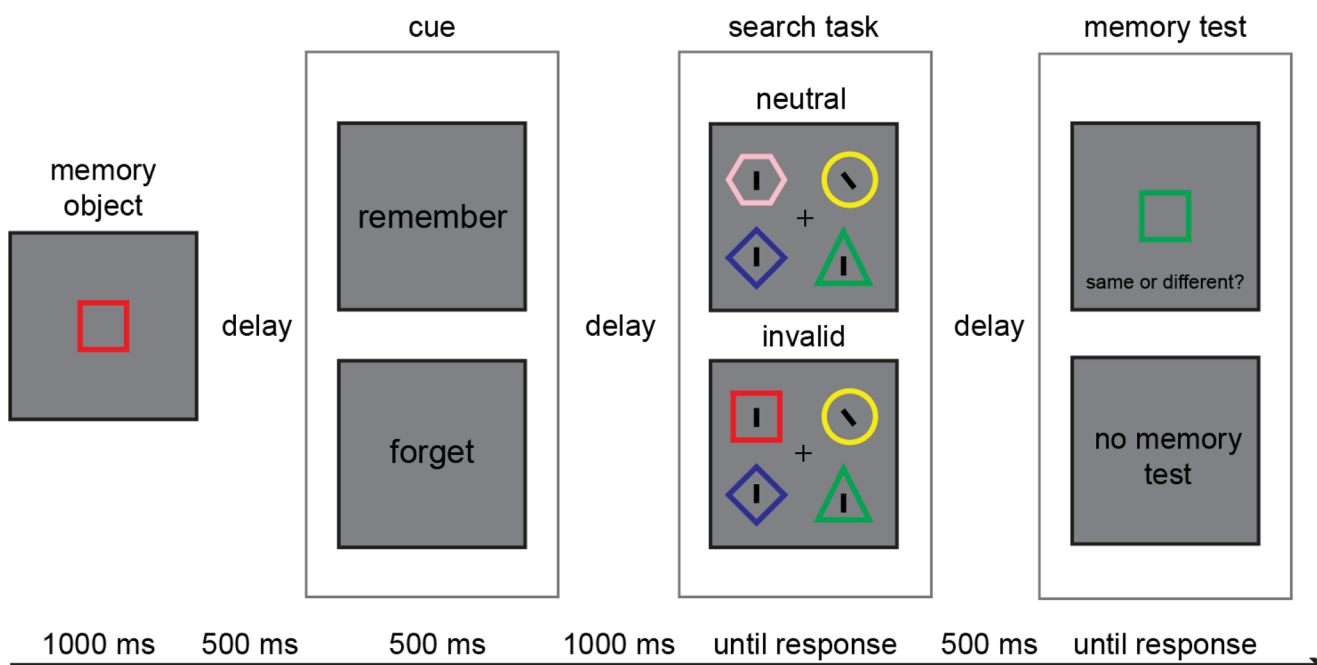 cue
search task
memory test
memory
object
delay
remember
forget
delay
neutral
+
invalid
+
delay
same or different?
no memory
test
1000 ms
500 ms
500 ms
1000 ms
until response
500 ms
until response